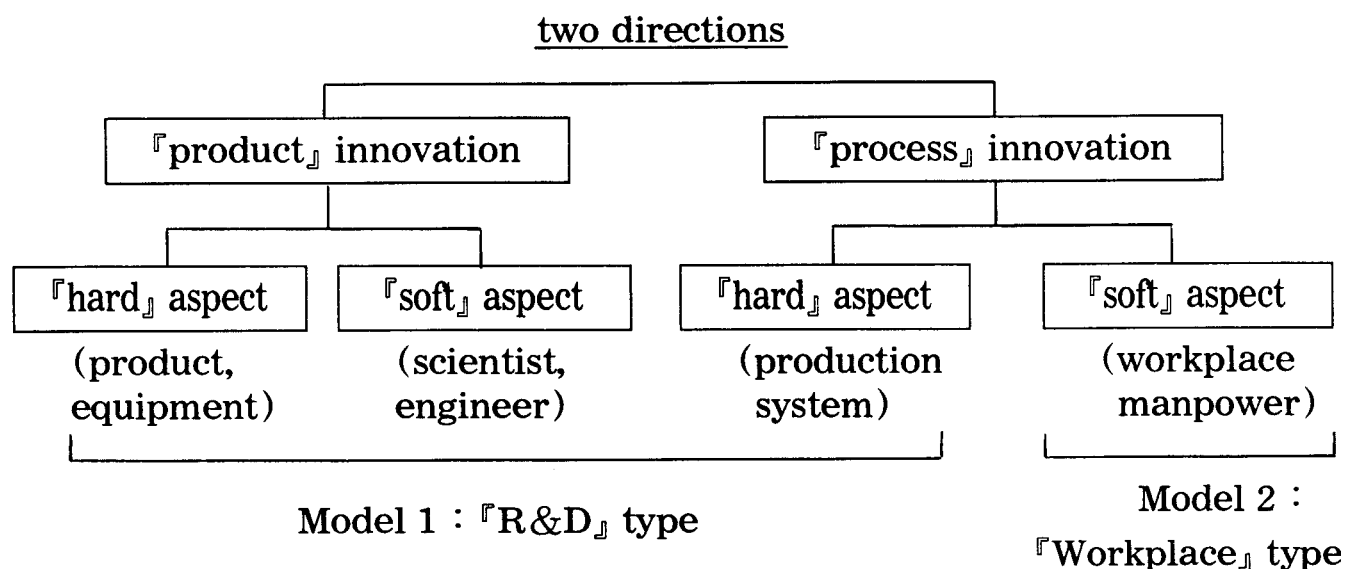 two directions
『product』 innovation
『process』 innovation
『hard』 aspect
『soft』 aspect
『hard』 aspect
『soft』 aspect
(product,
equipment)
(scientist,
engineer)
(production
system)
(workplace
manpower)
Model 1 : 『R&D』 type
Model 2 :
『Workplace』 type